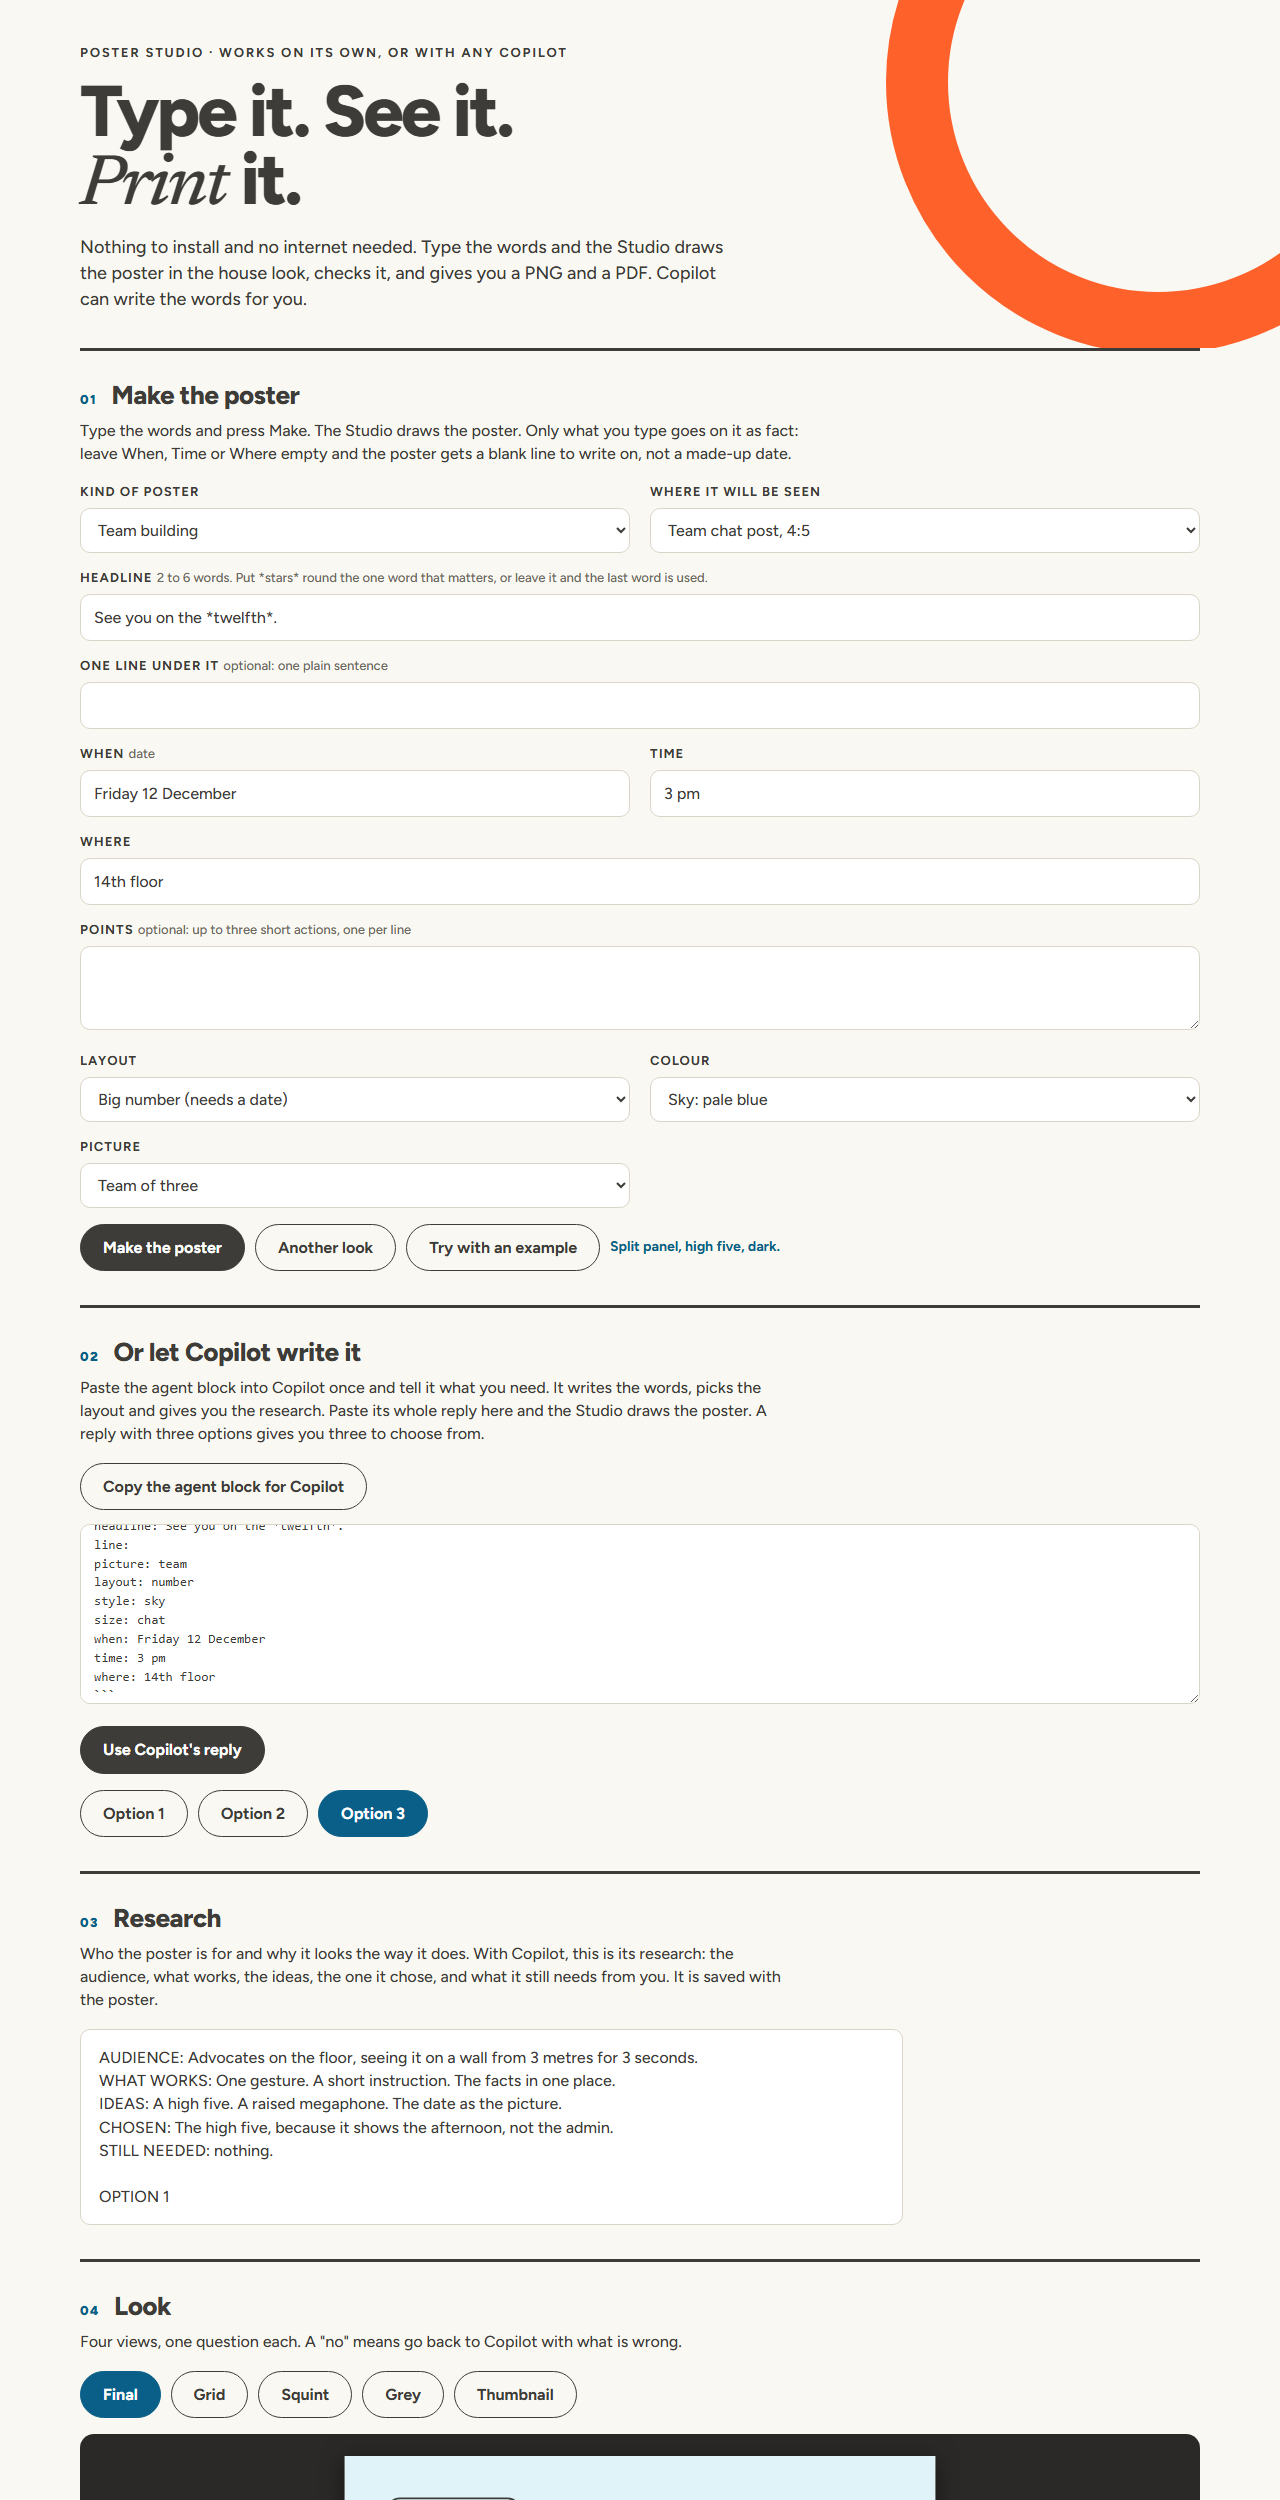 POSTER STUDIO · WORKS ON ITS OWN, OR WITH ANY COPILOT
Type it. See it.
Print it.
Nothing to install and no internet needed. Type the words and the Studio draws
the poster in the house look, checks it, and gives you a PNG and a PDF. Copilot
can write the words for you.
01 Make the poster
Type the words and press Make. The Studio draws the poster. Only what you type goes on it as fact:
leave When, Time or Where empty and the poster gets a blank line to write on, not a made-up date.
KIND OF POSTER WHERE IT WILL BE SEEN
Team building Team chat post, 4:5
HEADLINE 2 to 6 words. Put *stars* round the one word that matters, or leave it and the last word is used.
See you on the *twelfth*.
ONE LINE UNDER IT optional: one plain sentence
WHEN date TIME
Friday 12 December 3 pm
WHERE
14th floor
POINTS optional: up to three short actions, one per line
LAYOUT COLOUR
Big number (needs a date) Sky: pale blue
PICTURE
Team of three
Make the poster Another look Try with an example Split panel, high five, dark.
02 Or let Copilot write it
Paste the agent block into Copilot once and tell it what you need. It writes the words, picks the
layout and gives you the research. Paste its whole reply here and the Studio draws the poster. A
reply with three options gives you three to choose from.
Copy the agent block for Copilot
headline: See you on the *twelfth*.
line:
picture: team
layout: number
style: sky
size: chat
when: Friday 12 December
time: 3 pm
where: 14th floor
```
Use Copilot's reply
Option 1 Option 2 Option 3
03 Research
Who the poster is for and why it looks the way it does. With Copilot, this is its research: the
audience, what works, the ideas, the one it chose, and what it still needs from you. It is saved with
the poster.
AUDIENCE: Advocates on the floor, seeing it on a wall from 3 metres for 3 seconds.
WHAT WORKS: One gesture. A short instruction. The facts in one place.
IDEAS: A high five. A raised megaphone. The date as the picture.
CHOSEN: The high five, because it shows the afternoon, not the admin.
STILL NEEDED: nothing.
OPTION 1
04 Look
Four views, one question each. A "no" means go back to Copilot with what is wrong.
Final Grid Squint Grey Thumbnail